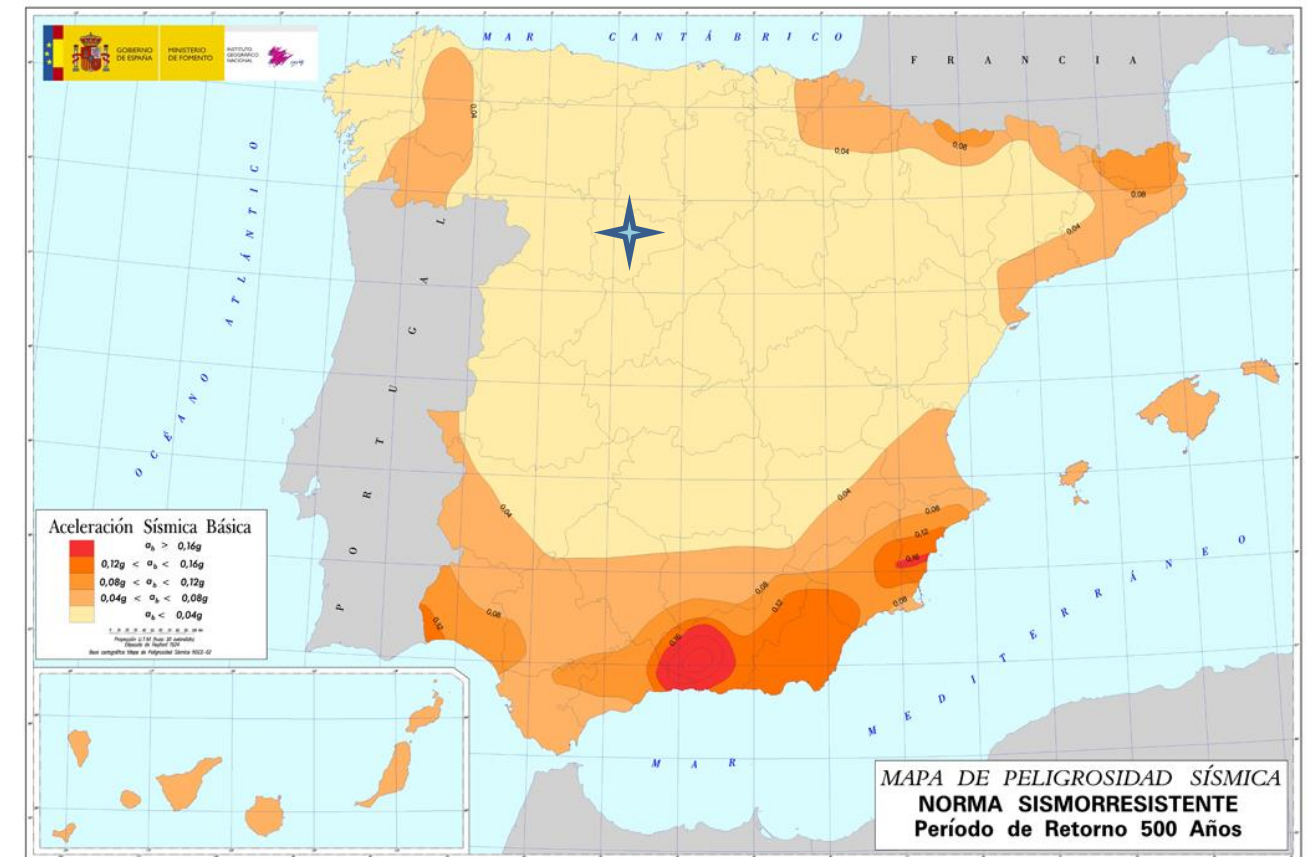 GOBIERNO
DE ESPAÑA
MINISTERIO
DE FOMENTO
INSTITUTO
GEOGRÁFICO
NACIONAL
MAR CANTÁBRICO
FRANCIA
OCÉANO ATLÁNTICO
PORTUGAL
MAR MEDITERRÁNEO
0,04
0,04
0,08
0,08
0,04
0,04
0,04
0,08
0,12
0,16
0,08
0,08
0,12
0,16
0,08
0,12
Aceleración Sísmica Básica
a_b > 0,16g
0,12g < a_b < 0,16g
0,08g < a_b < 0,12g
0,04g < a_b < 0,08g
a_b < 0,04g
MAPA DE PELIGROSIDAD SÍSMICA
NORMA SISMORRESISTENTE
Período de Retorno 500 Años